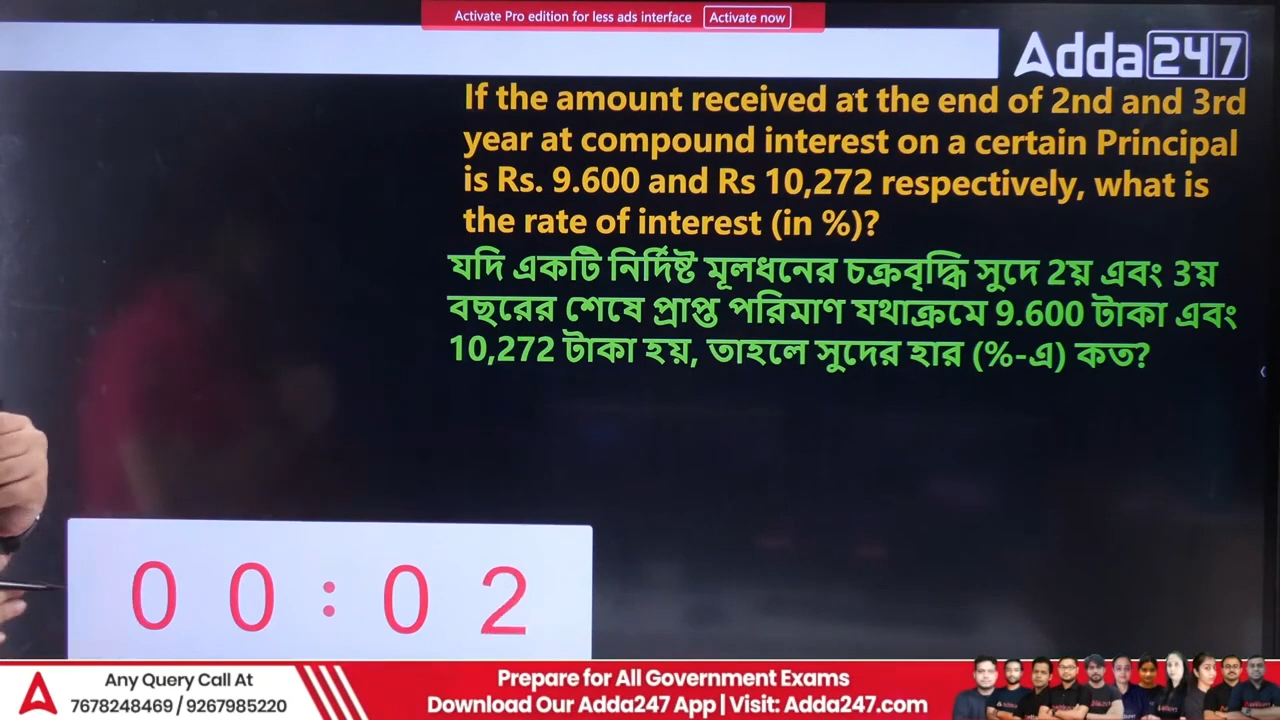 Activate Pro edition for less ads interface Activate now
Adda247
If the amount received at the end of 2nd and 3rd
year at compound interest on a certain Principal
is Rs. 9.600 and Rs 10,272 respectively, what is
the rate of interest (in %)?
যদি একটি নির্দিষ্ট মূলধনের চক্রবৃদ্ধি সুদে 2য় এবং 3য়
বছরের শেষে প্রাপ্ত পরিমাণ যথাক্রমে 9.600 টাকা এবং
10,272 টাকা হয়, তাহলে সুদের হার (%-এ) কত?
00:02
Any Query Call At
7678248469 / 9267985220
Prepare for All Government Exams
Download Our Adda247 App | Visit: Adda247.com